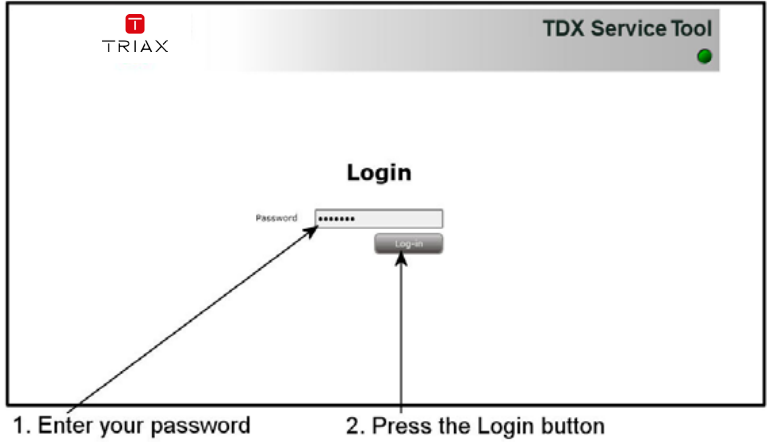 T
TRIAX
TDX Service Tool
Login
Password •••••••
Log-in
1. Enter your password
2. Press the Login button